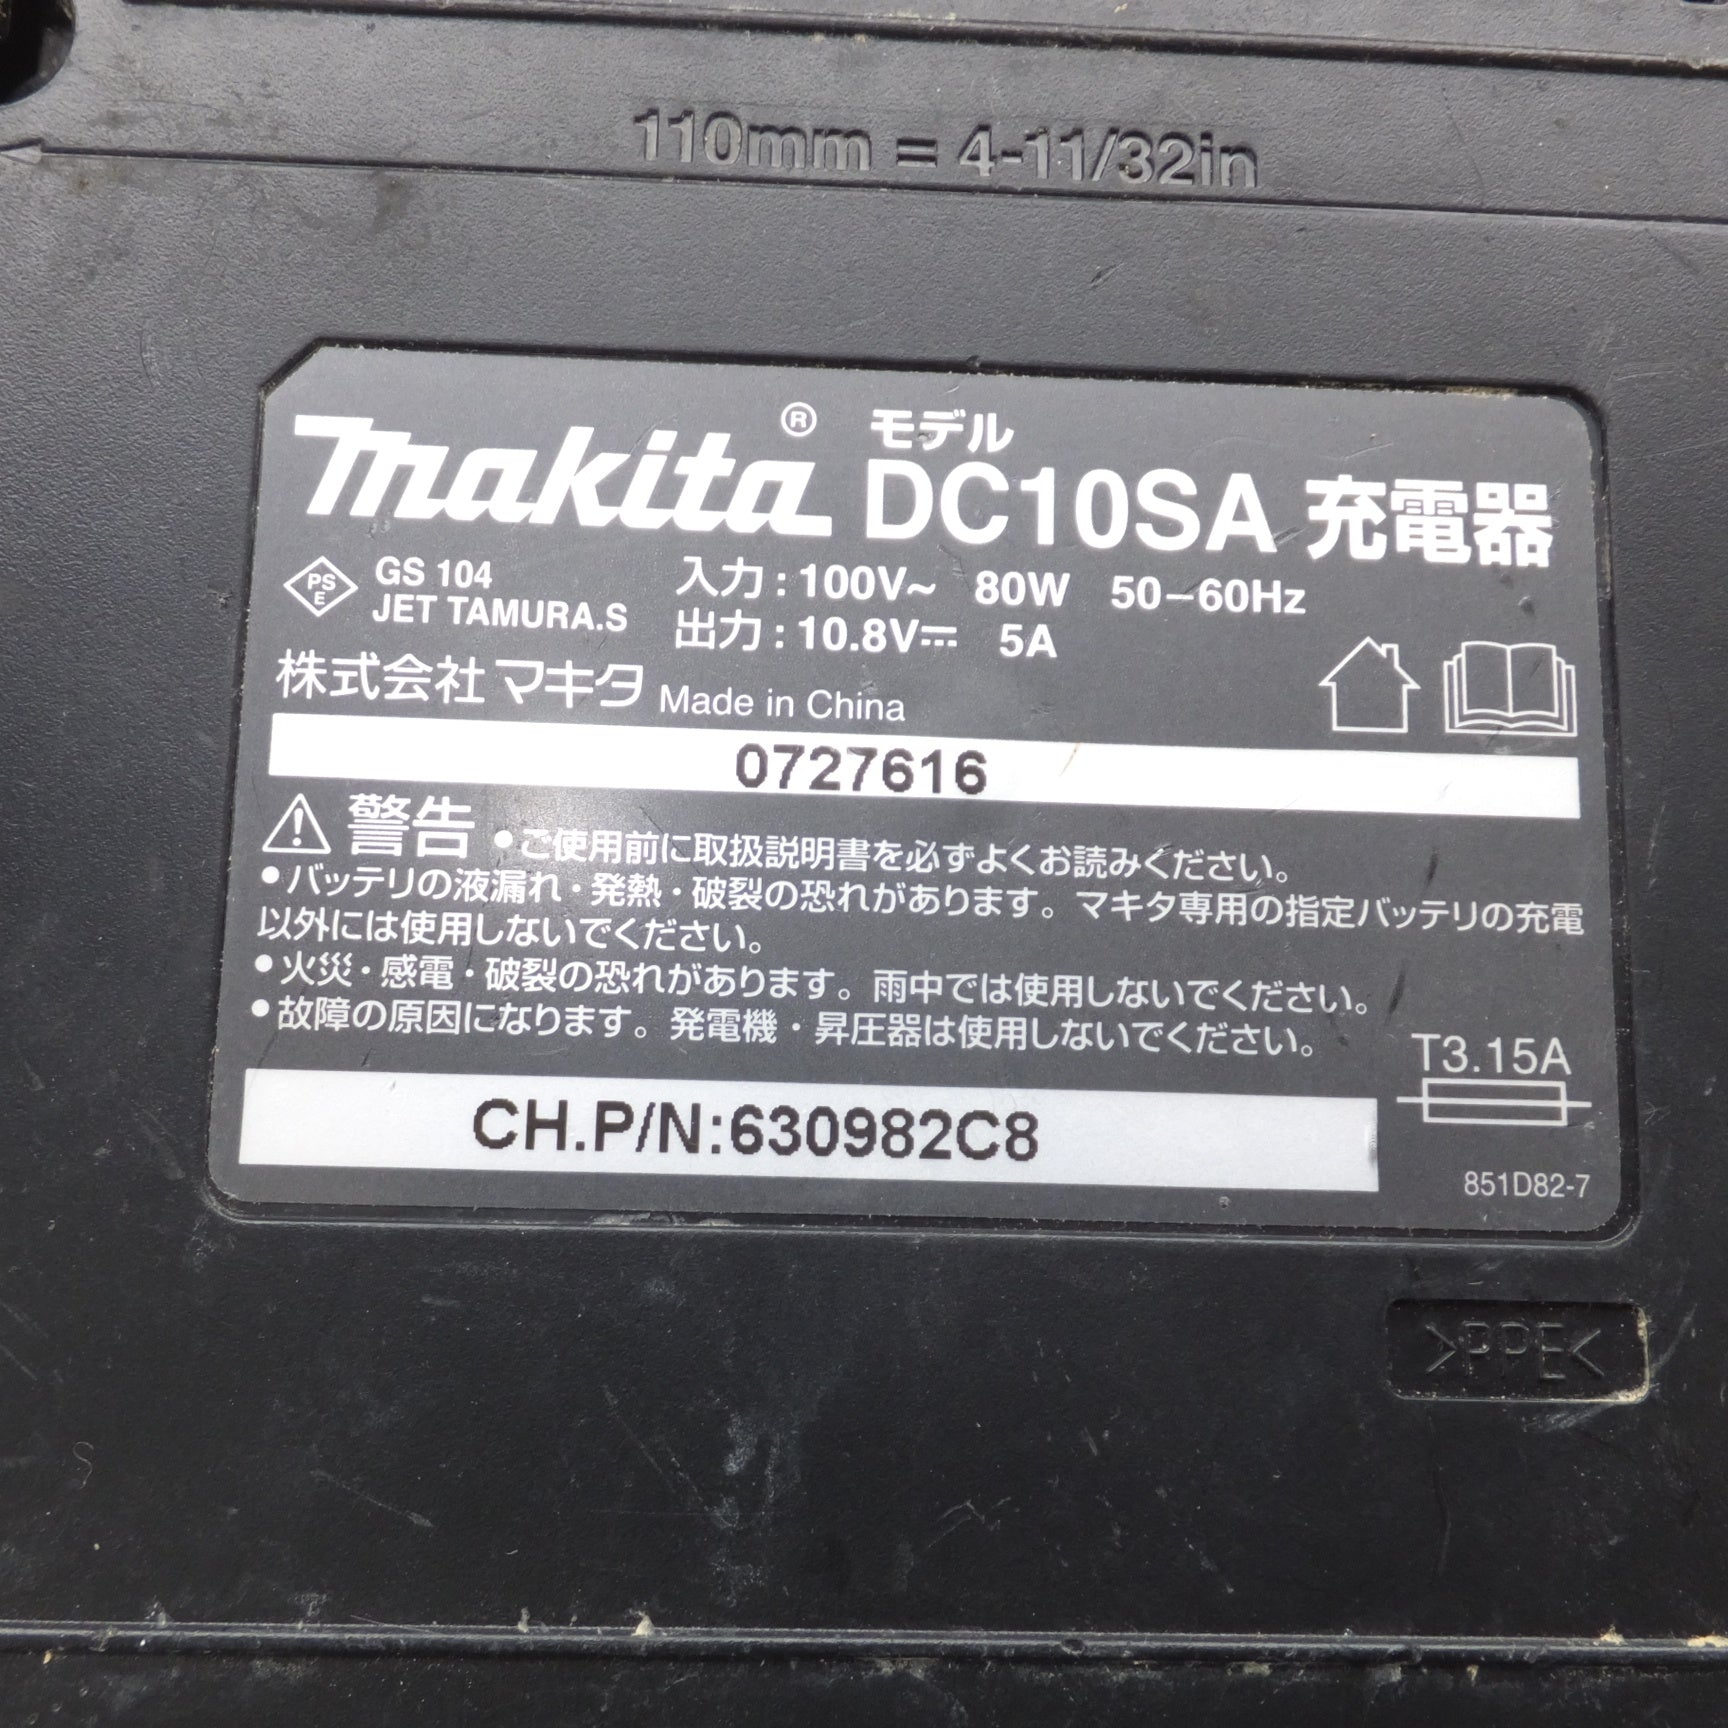 110mm = 4-11/32in
makita® モデル
DC10SA 充電器
PSE GS 104
JET TAMURA.S
入力 : 100V~ 80W 50–60Hz
出力 : 10.8V⎓ 5A
株式会社 マキタ Made in China
0727616
⚠ 警告 •ご使用前に取扱説明書を必ずよくお読みください。
•バッテリの液漏れ・発熱・破裂の恐れがあります。マキタ専用の指定バッテリの充電
以外には使用しないでください。
•火災・感電・破裂の恐れがあります。雨中では使用しないでください。
•故障の原因になります。発電機・昇圧器は使用しないでください。
T3.15A
CH.P/N:630982C8
851D82-7
>PPE<